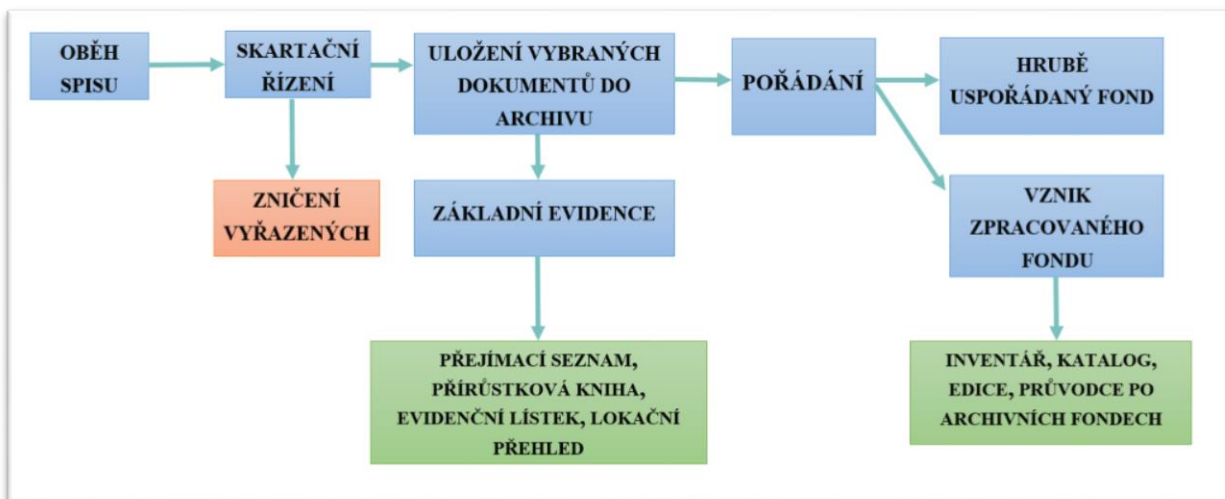 OBĚH
SPISU
SKARTAČNÍ
ŘÍZENÍ
ULOŽENÍ VYBRANÝCH
DOKUMENTŮ DO
ARCHIVU
POŘÁDÁNÍ
HRUBĚ
USPOŘÁDANÝ FOND
ZNIČENÍ
VYŘAZENÝCH
ZÁKLADNÍ EVIDENCE
VZNIK
ZPRACOVANÉHO
FONDU
PŘEJÍMACÍ SEZNAM,
PŘÍRŮSTKOVÁ KNIHA,
EVIDENČNÍ LÍSTEK, LOKAČNÍ
PŘEHLED
INVENTÁŘ, KATALOG,
EDICE, PRŮVODCE PO
ARCHIVNÍCH FONDECH